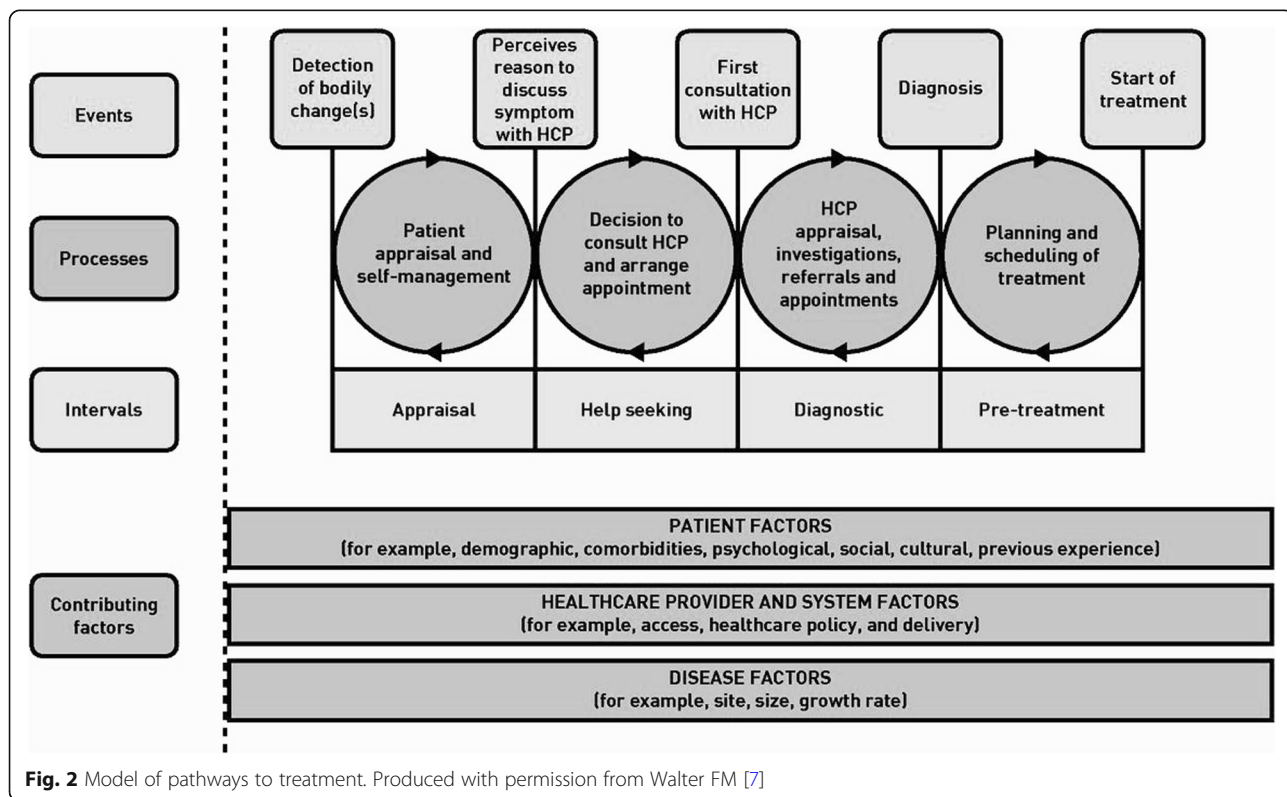 Events
Detection
of bodily
change(s)
Perceives
reason to
discuss
symptom
with HCP
First
consultation
with HCP
Diagnosis
Start of
treatment
Processes
Patient
appraisal and
self-management
Decision to
consult HCP
and arrange
appointment
HCP
appraisal,
investigations,
referrals and
appointments
Planning and
scheduling of
treatment
Intervals
Appraisal
Help seeking
Diagnostic
Pre-treatment
Contributing
factors
PATIENT FACTORS
(for example, demographic, comorbidities, psychological, social, cultural, previous experience)
HEALTHCARE PROVIDER AND SYSTEM FACTORS
(for example, access, healthcare policy, and delivery)
DISEASE FACTORS
(for example, site, size, growth rate)
Fig. 2 Model of pathways to treatment. Produced with permission from Walter FM [7]